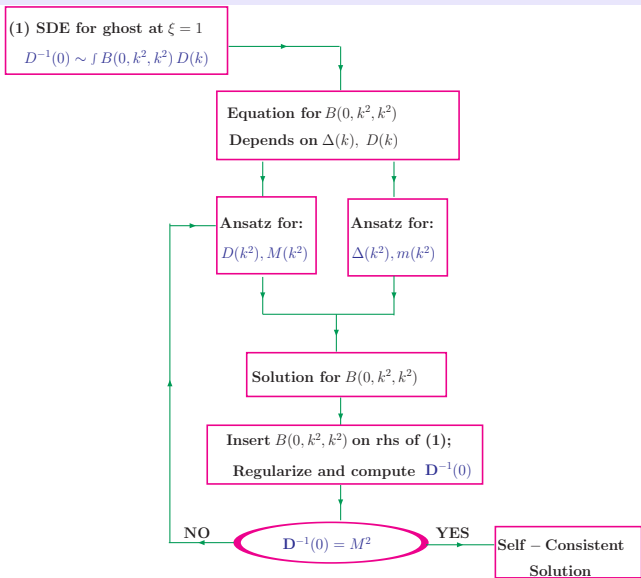 (1) SDE for ghost at ξ = 1
D⁻¹(0) ∼ ∫ B(0, k², k²) D(k)
Equation for B(0, k², k²)
Depends on Δ(k), D(k)
Ansatz for:
D(k²), M(k²)
Ansatz for:
Δ(k²), m(k²)
Solution for B(0, k², k²)
Insert B(0, k², k²) on rhs of (1);
Regularize and compute D⁻¹(0)
NO
D⁻¹(0) = M²
YES
Self – Consistent
Solution